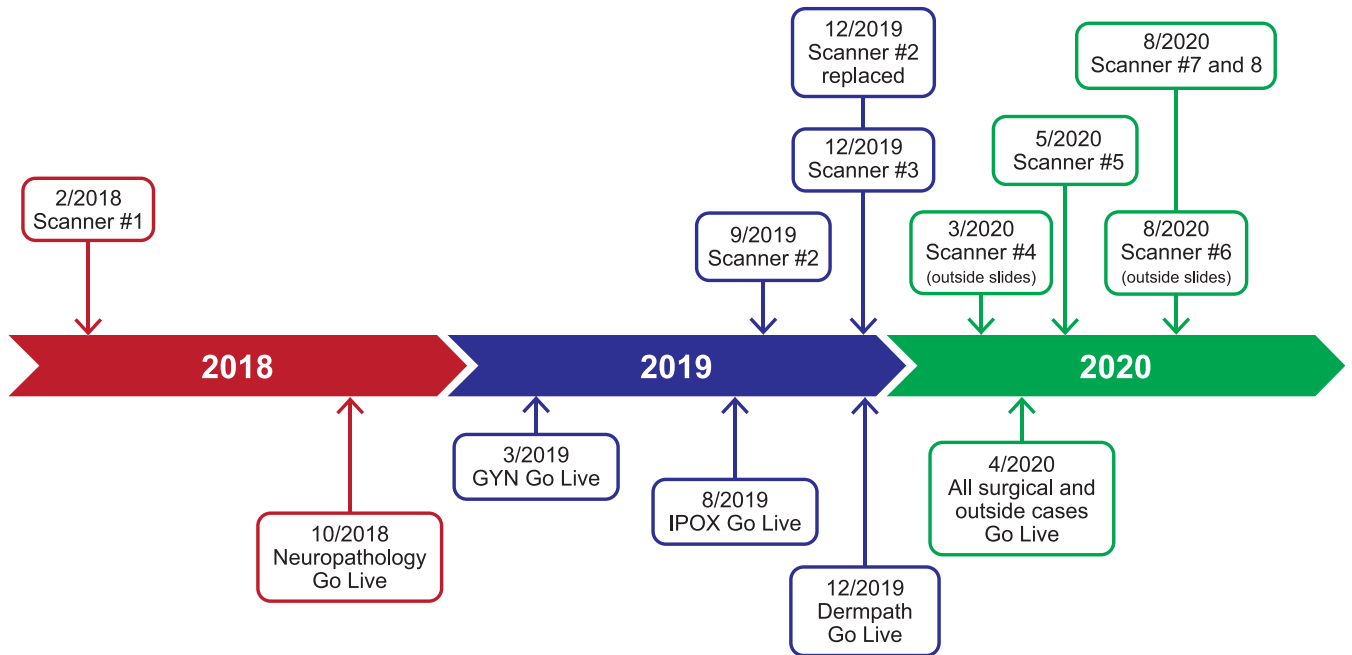 12/2019
Scanner #2
replaced
8/2020
Scanner #7 and 8
12/2019
Scanner #3
5/2020
Scanner #5
2/2018
Scanner #1
9/2019
Scanner #2
3/2020
Scanner #4
(outside slides)
8/2020
Scanner #6
(outside slides)
2018
2019
2020
3/2019
GYN Go Live
8/2019
IPOX Go Live
4/2020
All surgical and
outside cases
Go Live
10/2018
Neuropathology
Go Live
12/2019
Dermpath
Go Live